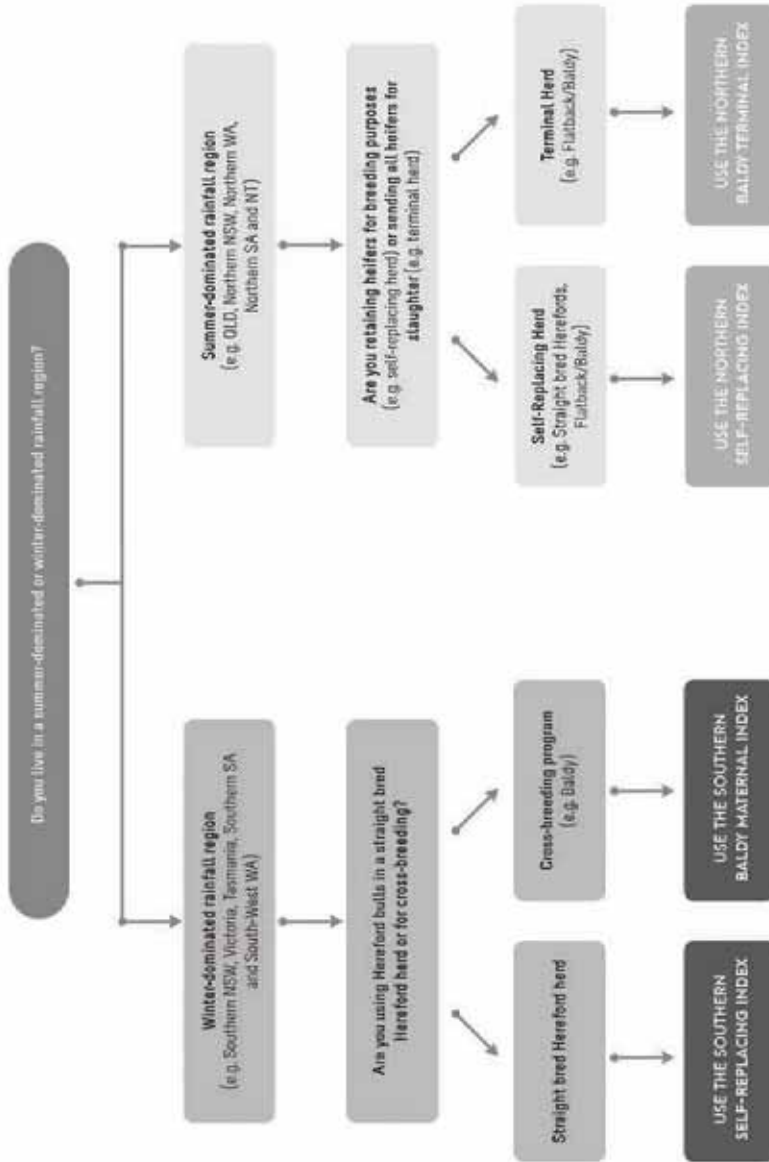 Do you live in a summer-dominated or winter-dominated rainfall region?
Winter-dominated rainfall region
(e.g. Southern NSW, Victoria, Tasmania, Southern SA
and South-West WA)
Summer-dominated rainfall region
(e.g. QLD, Northern NSW, Northern WA,
Northern SA and NT)
Are you using Hereford bulls in a straight bred
Hereford herd or for cross-breeding?
Are you retaining heifers for breeding purposes
(e.g. self-replacing herd) or sending all heifers for
slaughter (e.g. terminal herd)
Straight bred Hereford herd
Cross-breeding program
(e.g. Baldy)
Self-Replacing Herd
(e.g. Straight bred Herefords,
Flatback/Baldy)
Terminal Herd
(e.g. Flatback/Baldy)
USE THE SOUTHERN
SELF-REPLACING INDEX
USE THE SOUTHERN
BALDY MATERNAL INDEX
USE THE NORTHERN
SELF-REPLACING INDEX
USE THE NORTHERN
BALDY TERMINAL INDEX